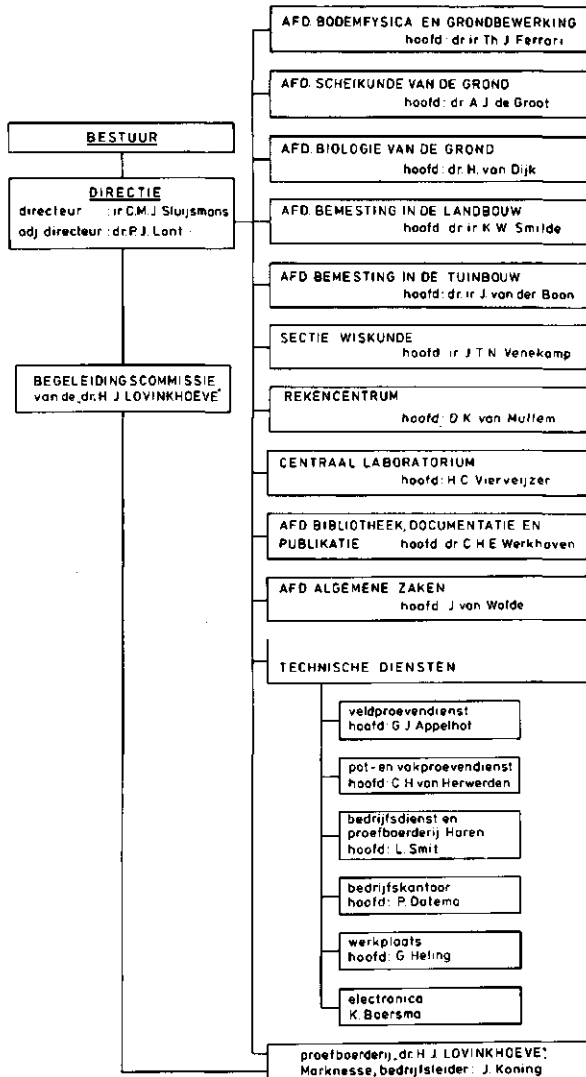 BESTUUR
DIRECTIE
directeur : ir C.M.J. Sluijsmans
adj directeur : dr. P.J. Lont
BEGELEIDINGSCOMMISSIE
van de „dr. H J LOVINKHOEVE"
AFD. BODEMFYSICA EN GRONDBEWERKING
hoofd: dr ir Th J. Ferrari
AFD. SCHEIKUNDE VAN DE GROND
hoofd: dr A J. de Groot
AFD. BIOLOGIE VAN DE GROND
hoofd: dr. H. van Dijk
AFD. BEMESTING IN DE LANDBOUW
hoofd: dr ir K.W. Smilde
AFD BEMESTING IN DE TUINBOUW
hoofd: dr. ir J. van der Boon
SECTIE WISKUNDE
hoofd: ir J.T.N. Venekamp
REKENCENTRUM
hoofd: D.K. van Mullem
CENTRAAL LABORATORIUM
hoofd: H.C. Vierveijzer
AFD BIBLIOTHEEK, DOCUMENTATIE EN
PUBLIKATIE hoofd dr C H E Werkhoven
AFD ALGEMENE ZAKEN
hoofd J van Wolde
TECHNISCHE DIENSTEN
veldproevendienst
hoofd: G J Appelhof
pot- en vakproevendienst
hoofd: C.H van Herwerden
bedrijfsdienst en
proefboerderij Haren
hoofd: L. Smit
bedrijfskantoor
hoofd: P. Datema
werkplaats
hoofd: G. Heling
electronica
K. Boersma
proefboerderij „dr. H J. LOVINKHOEVE",
Marknesse, bedrijfsleider: J. Koning